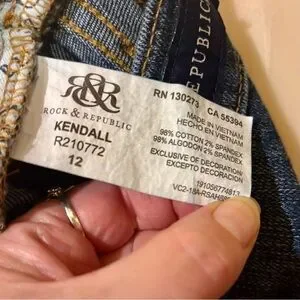 R&R
ROCK & REPUBLIC
KENDALL
R210772
12
RN 130273 CA 55394
MADE IN VIETNAM
HECHO EN VIETNAM
98% COTTON 2% SPANDEX
98% ALGODON 2% SPANDEX
EXCLUSIVE OF DECORATION/
EXCEPTO DECORACION
EPUBLIC